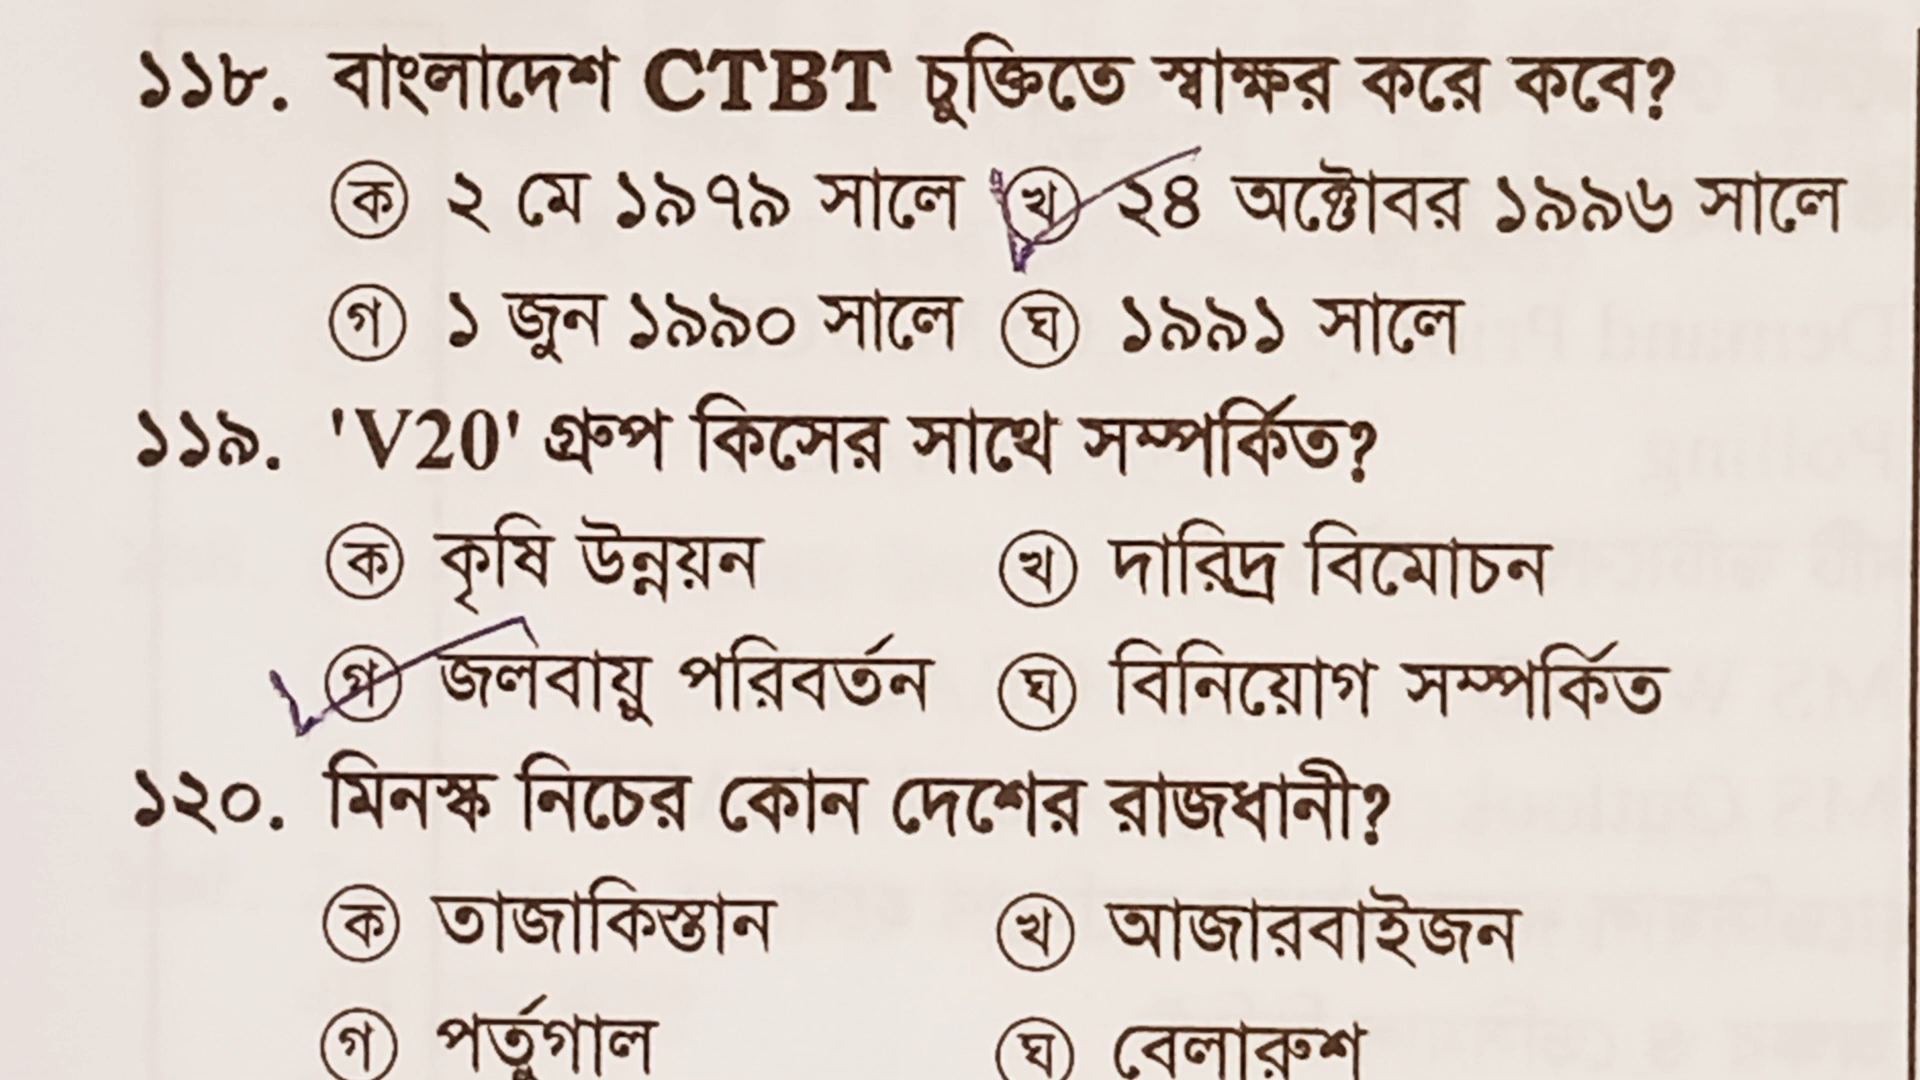 ১১৮. বাংলাদেশ CTBT চুক্তিতে স্বাক্ষর করে কবে?
ক ২ মে ১৯৭৯ সালে খ ২৪ অক্টোবর ১৯৯৬ সালে
গ ১ জুন ১৯৯০ সালে ঘ ১৯৯১ সালে
১১৯. 'V20' গ্রুপ কিসের সাথে সম্পর্কিত?
ক কৃষি উন্নয়ন খ দারিদ্র বিমোচন
গ জলবায়ু পরিবর্তন ঘ বিনিয়োগ সম্পর্কিত
১২০. মিনস্ক নিচের কোন দেশের রাজধানী?
ক তাজাকিস্তান খ আজারবাইজন
গ পর্তুগাল ঘ বেলারুশ